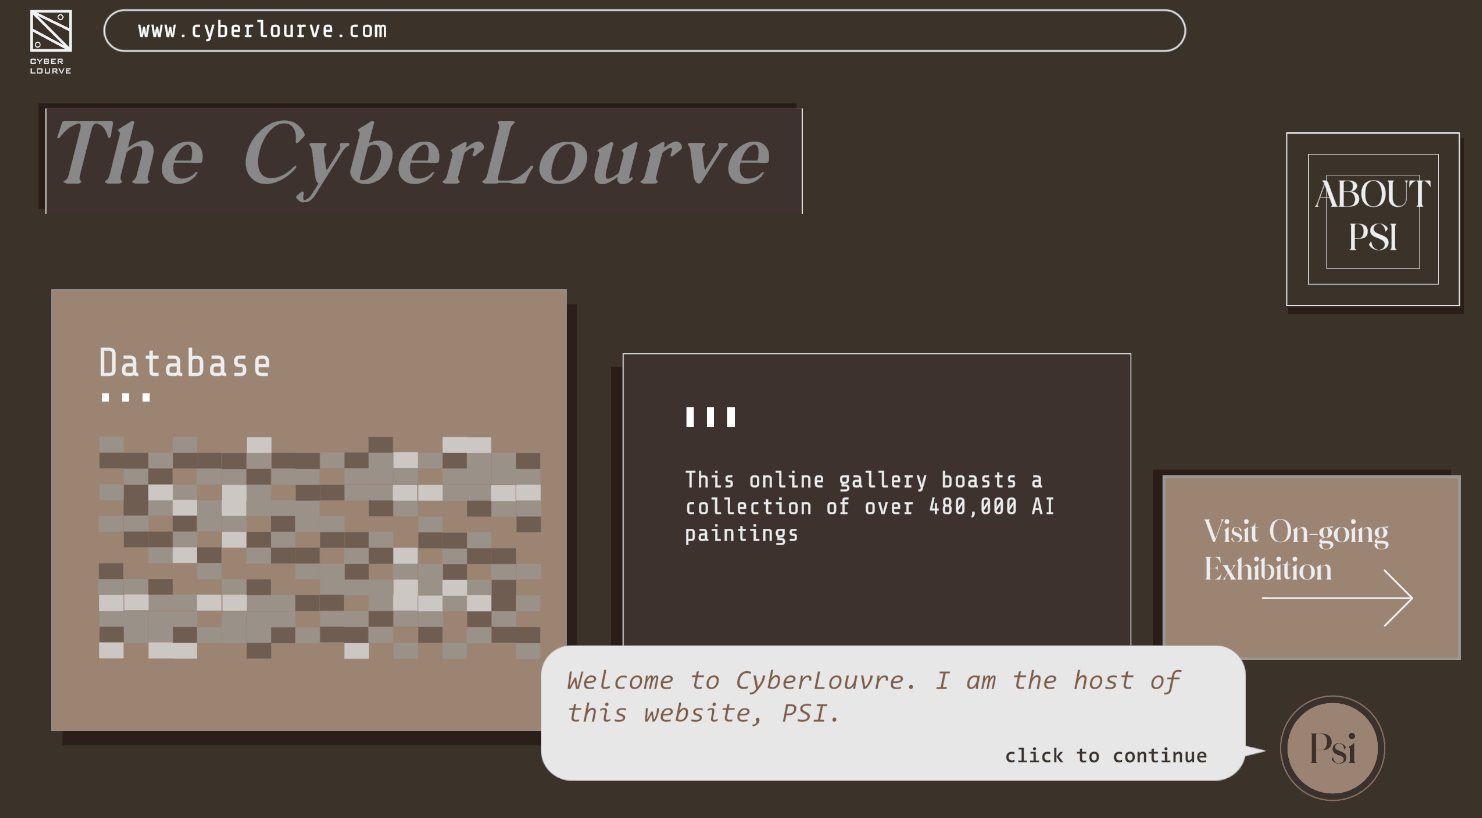 www.cyberlourve.com
CYBER
LOURVE
The CyberLourve
ABOUT
PSI
Database
This online gallery boasts a
collection of over 480,000 AI
paintings
Visit On-going
Exhibition
Welcome to CyberLouvre. I am the host of
this website, PSI.
click to continue
Psi